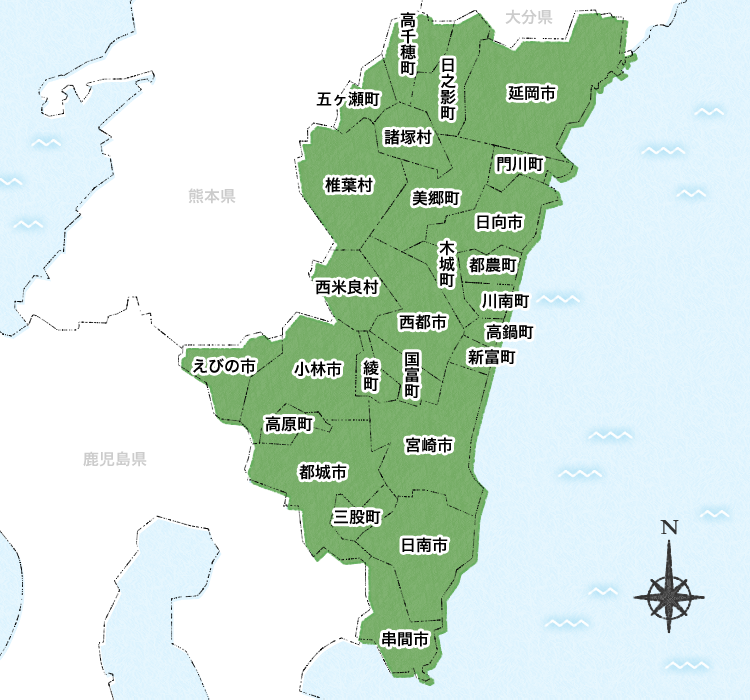 大分県
高千穂町
日之影町
延岡市
五ヶ瀬町
諸塚村
門川町
椎葉村
熊本県
美郷町
日向市
木城町
都農町
西米良村
川南町
西都市
高鍋町
新富町
えびの市
小林市
綾町
国富町
高原町
宮崎市
鹿児島県
都城市
三股町
N
日南市
串間市